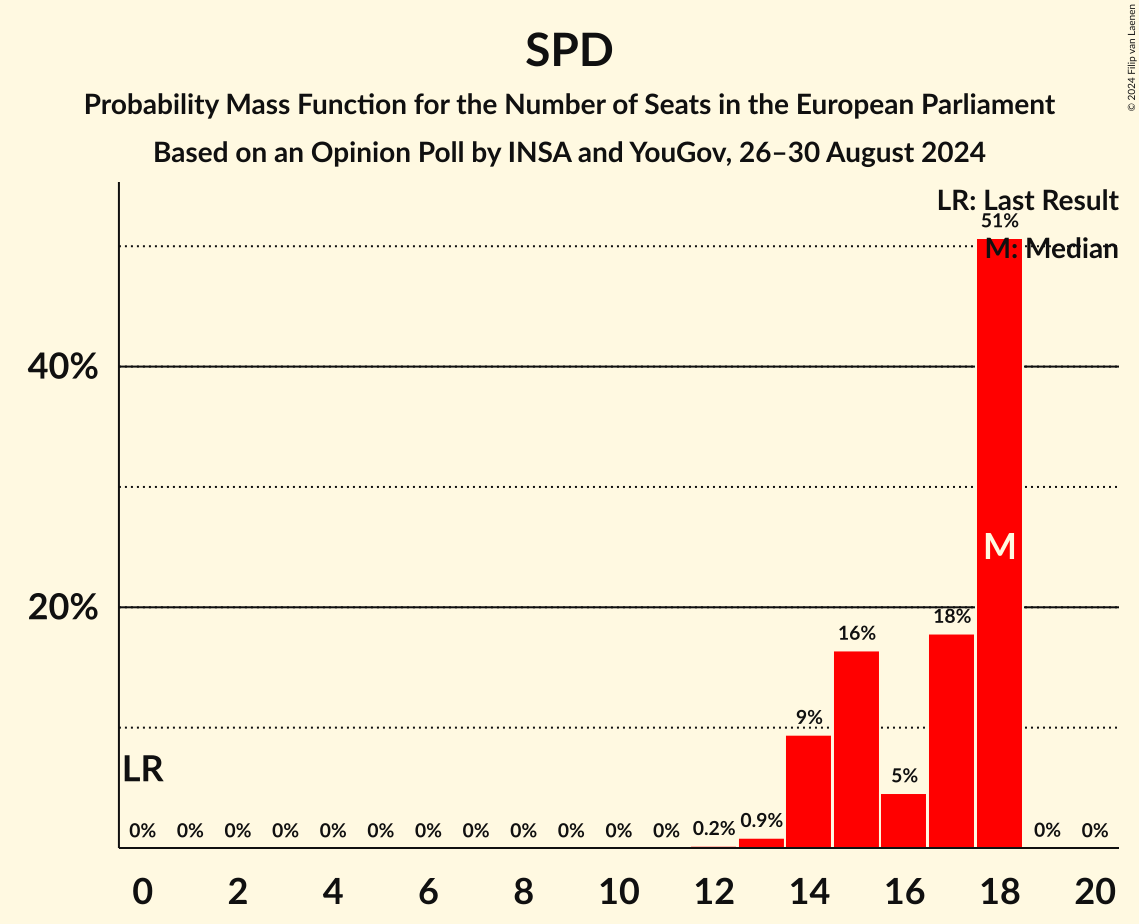 SPD
Probability Mass Function for the Number of Seats in the European Parliament
Based on an Opinion Poll by INSA and YouGov, 26–30 August 2024
© 2024 Filip van Laenen
LR: Last Result
51%
M: Median
40%
M
20%
18%
16%
9%
5%
LR
0% 0% 0% 0% 0% 0% 0% 0% 0% 0% 0% 0% 0.2% 0.9% 0% 0%
0 2 4 6 8 10 12 14 16 18 20